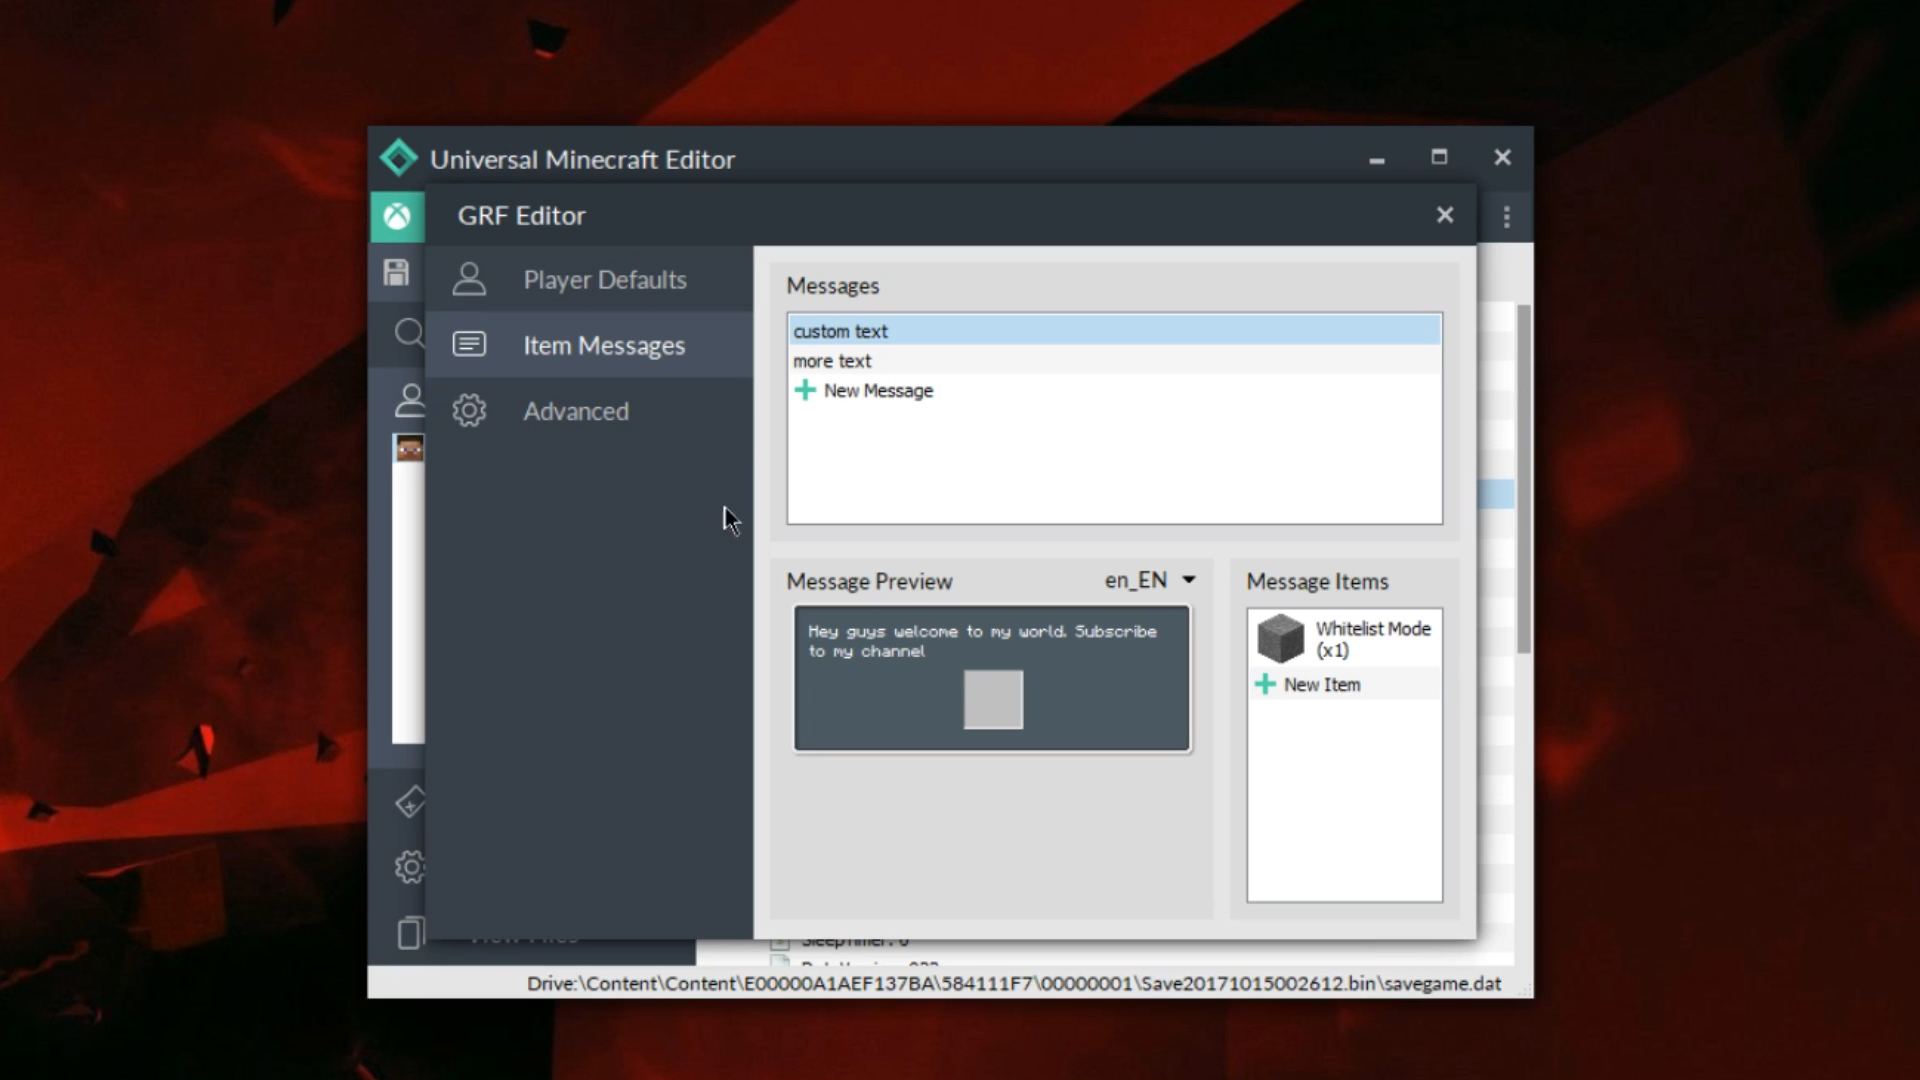 Universal Minecraft Editor
GRF Editor
Player Defaults
Item Messages
Advanced
Messages
custom text
more text
New Message
Message Preview
en_EN
Hey guys welcome to my world. Subscribe
to my channel
Message Items
Whitelist Mode
(x1)
New Item
Drive:\Content\Content\E00000A1AEF137BA\584111F7\00000001\Save20171015002612.bin\savegame.dat